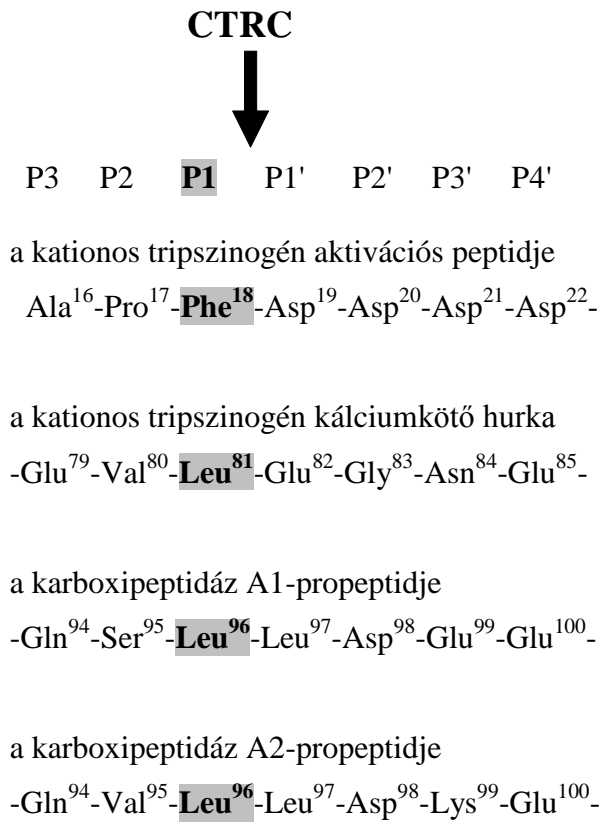 CTRC
P3 P2 P1 P1' P2' P3' P4'
a kationos tripszinogén aktivációs peptidje
Ala¹⁶-Pro¹⁷-Phe¹⁸-Asp¹⁹-Asp²⁰-Asp²¹-Asp²²-
a kationos tripszinogén kálciumkötő hurka
-Glu⁷⁹-Val⁸⁰-Leu⁸¹-Glu⁸²-Gly⁸³-Asn⁸⁴-Glu⁸⁵-
a karboxipeptidáz A1-propeptidje
-Gln⁹⁴-Ser⁹⁵-Leu⁹⁶-Leu⁹⁷-Asp⁹⁸-Glu⁹⁹-Glu¹⁰⁰-
a karboxipeptidáz A2-propeptidje
-Gln⁹⁴-Val⁹⁵-Leu⁹⁶-Leu⁹⁷-Asp⁹⁸-Lys⁹⁹-Glu¹⁰⁰-